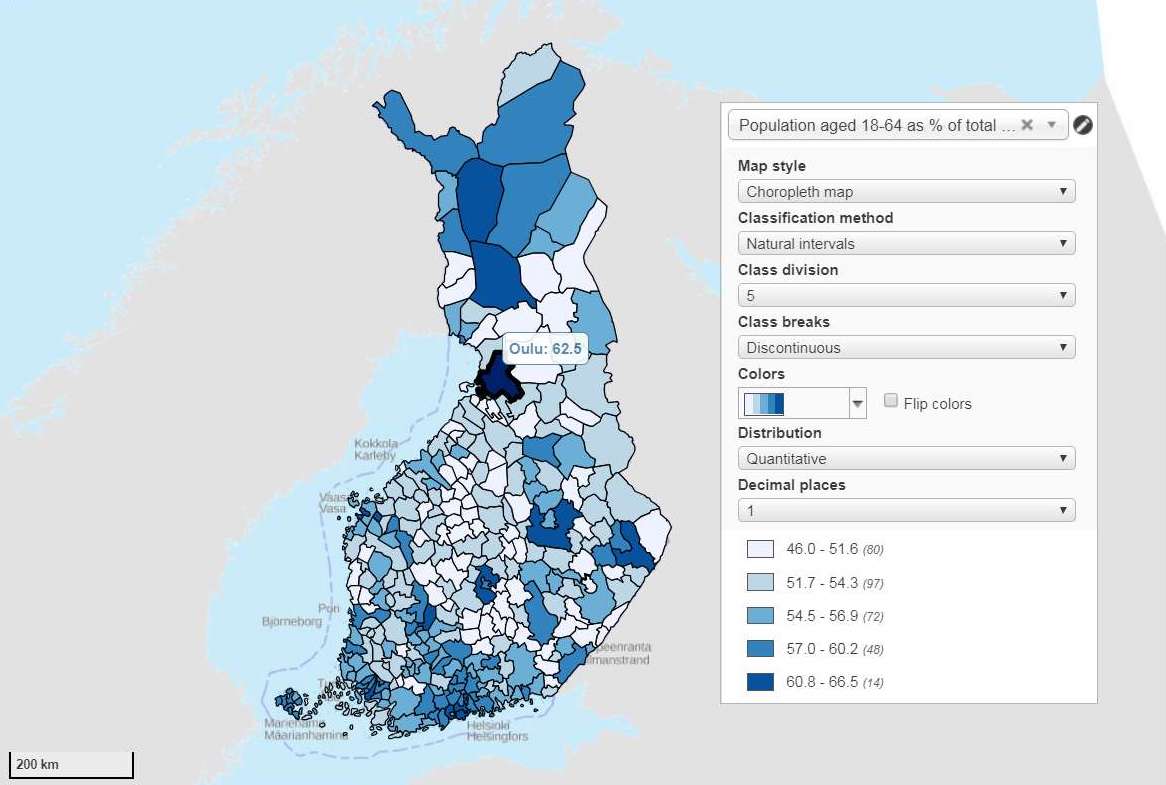 Population aged 18-64 as % of total ...
Map style
Choropleth map
Classification method
Natural intervals
Class division
5
Class breaks
Discontinuous
Colors
Flip colors
Distribution
Quantitative
Decimal places
1
46.0 - 51.6 (80)
51.7 - 54.3 (97)
54.5 - 56.9 (72)
57.0 - 60.2 (48)
60.8 - 66.5 (14)
Oulu: 62.5
Kokkola
Karleby
Vaas
Vasa
Pori
Björneborg
peenranta
lmanstrand
Tu
Mariehamn
Maarianhamina
Helsinki
Helsingfors
200 km